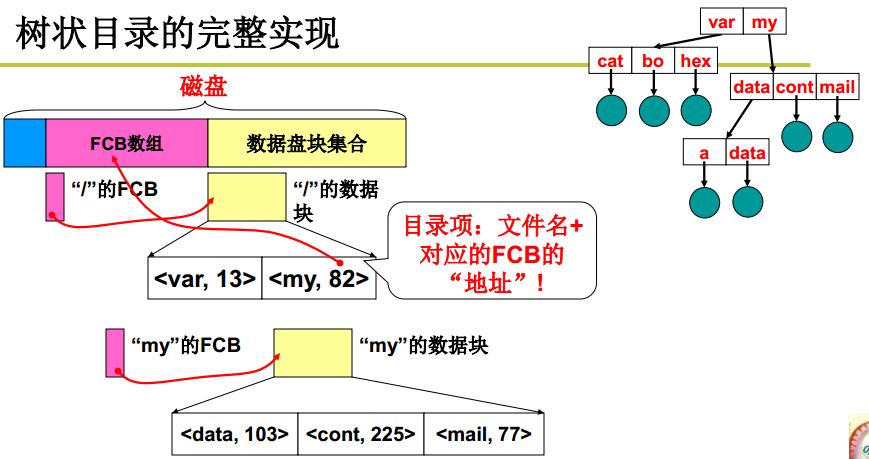 树状目录的完整实现
var my
cat bo hex
data cont mail
a data
磁盘
FCB数组 数据盘块集合
“/”的FCB
“/”的数据
块
目录项：文件名+
对应的FCB的
“地址”！
<var, 13> <my, 82>
“my”的FCB
“my”的数据块
<data, 103> <cont, 225> <mail, 77>